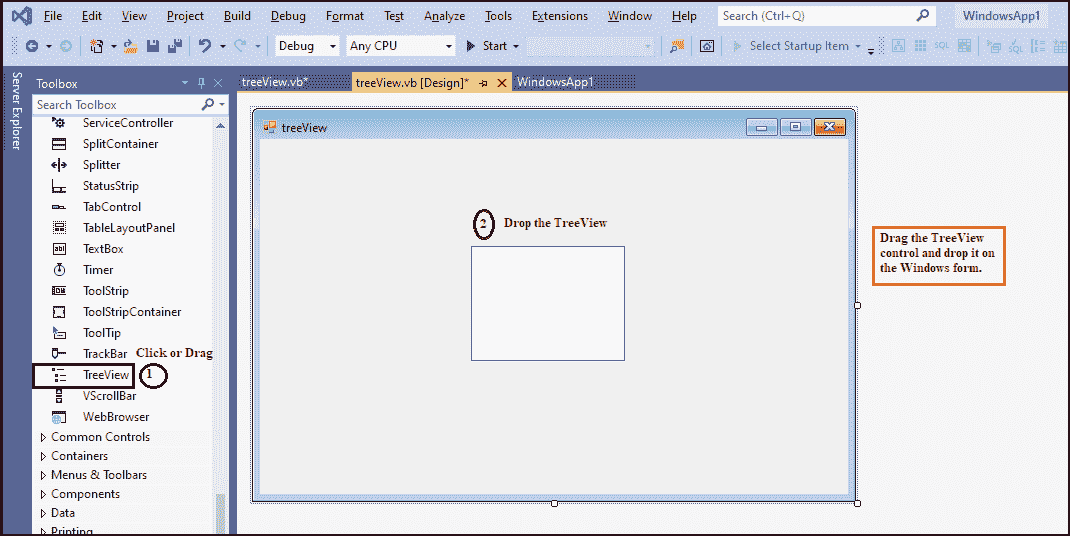 File Edit View Project Build Debug Format Test Analyze Tools Extensions Window Help Search (Ctrl+Q) WindowsApp1
Debug Any CPU Start Select Startup Item
Server Explorer
Toolbox
Search Toolbox
ServiceController
SplitContainer
Splitter
StatusStrip
TabControl
TableLayoutPanel
TextBox
Timer
ToolStrip
ToolStripContainer
ToolTip
TrackBar Click or Drag
TreeView 1
VScrollBar
WebBrowser
Common Controls
Containers
Menus & Toolbars
Components
Data
Printing
treeView.vb* treeView.vb [Design]* WindowsApp1
treeView
2 Drop the TreeView
Drag the TreeView
control and drop it on
the Windows form.